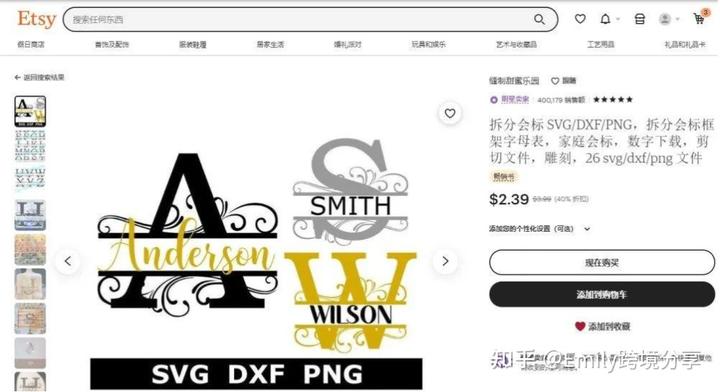 Etsy
搜索任何东西
3
假日商店 首饰及配饰 服装鞋履 居家生活 婚礼派对 玩具和娱乐 艺术与收藏品 工艺用品 礼品和礼品卡
返回搜索结果
缝制甜蜜乐园 跟随
明星卖家 400,179 销售额
拆分会标 SVG/DXF/PNG，拆分会标框
架字母表，家庭会标，数字下载，剪
切文件，雕刻，26 svg/dxf/png 文件
畅销书
$2.39 $3.99 (40% 折扣)
添加您的个性化设置（可选）
现在购买
添加到购物车
添加到收藏
A
Anderson
S
SMITH
W
WILSON
SVG DXF PNG
知乎 @Emily跨境分享